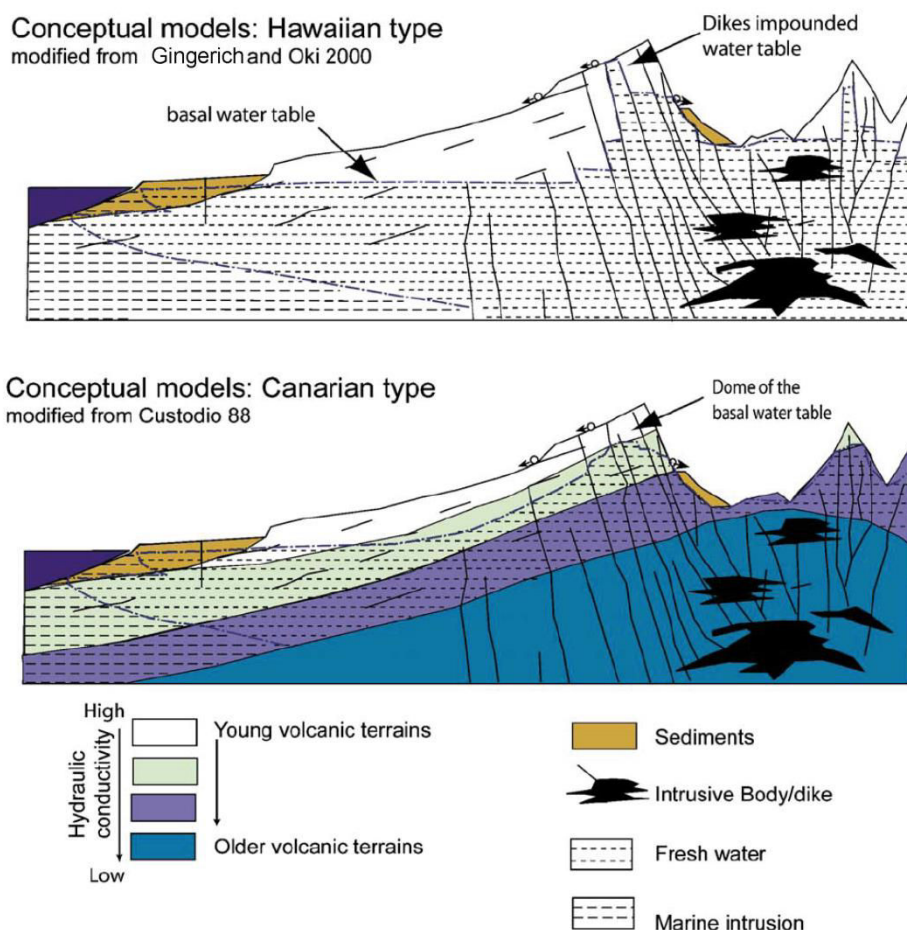 Conceptual models: Hawaiian type
modified from Gingerich and Oki 2000
Dikes impounded
water table
basal water table
Conceptual models: Canarian type
modified from Custodio 88
Dome of the
basal water table
High
Hydraulic
conductivity
Low
Young volcanic terrains
Older volcanic terrains
Sediments
Intrusive Body/dike
Fresh water
Marine intrusion